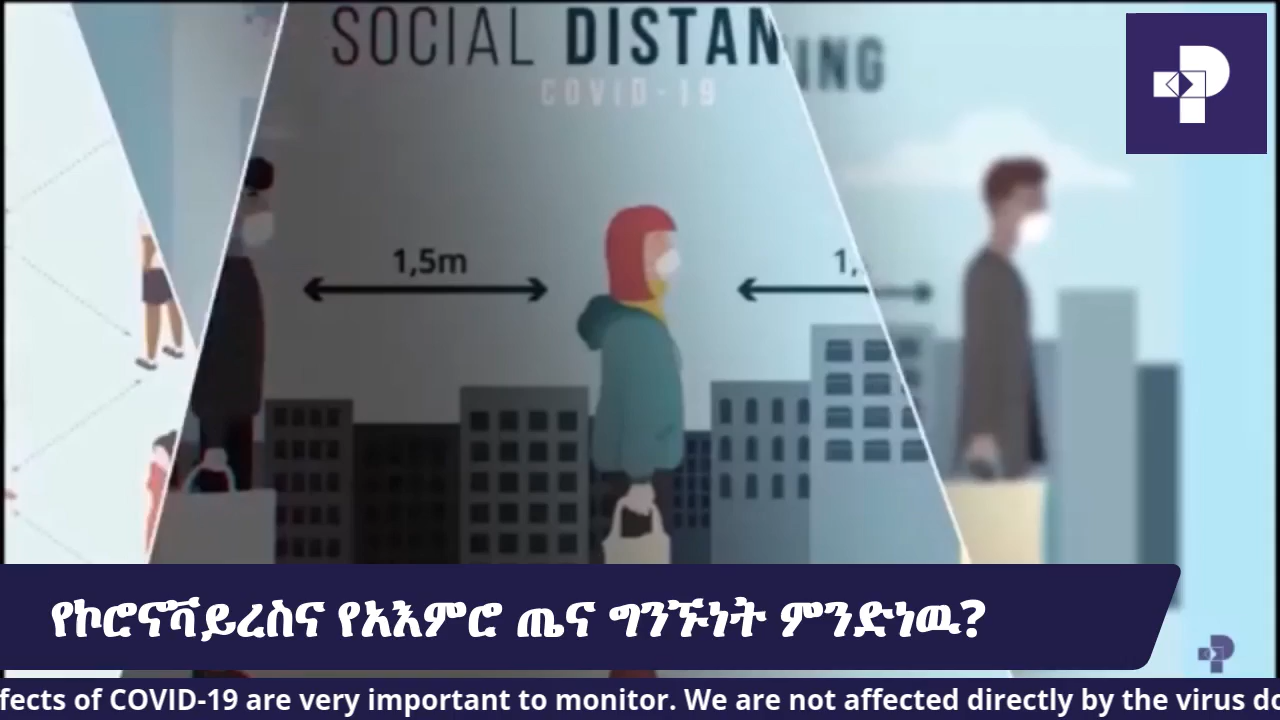 SOCIAL DISTAN
ING
COVID-19
1,5m
1,
የኮሮናቫይረስና የአእምሮ ጤና ግንኙነት ምንድነዉ?
fects of COVID-19 are very important to monitor. We are not affected directly by the virus do